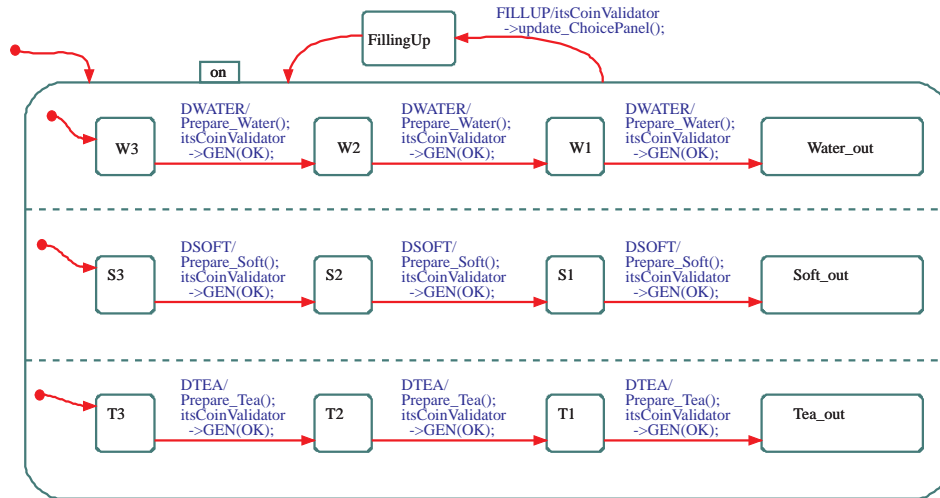 FILLUP/itsCoinValidator
->update_ChoicePanel();
FillingUp
on
DWATER/
Prepare_Water();
itsCoinValidator
->GEN(OK);
DWATER/
Prepare_Water();
itsCoinValidator
->GEN(OK);
DWATER/
Prepare_Water();
itsCoinValidator
->GEN(OK);
W3
W2
W1
Water_out
DSOFT/
Prepare_Soft();
itsCoinValidator
->GEN(OK);
DSOFT/
Prepare_Soft();
itsCoinValidator
->GEN(OK);
DSOFT/
Prepare_Soft();
itsCoinValidator
->GEN(OK);
S3
S2
S1
Soft_out
DTEA/
Prepare_Tea();
itsCoinValidator
->GEN(OK);
DTEA/
Prepare_Tea();
itsCoinValidator
->GEN(OK);
DTEA/
Prepare_Tea();
itsCoinValidator
->GEN(OK);
T3
T2
T1
Tea_out